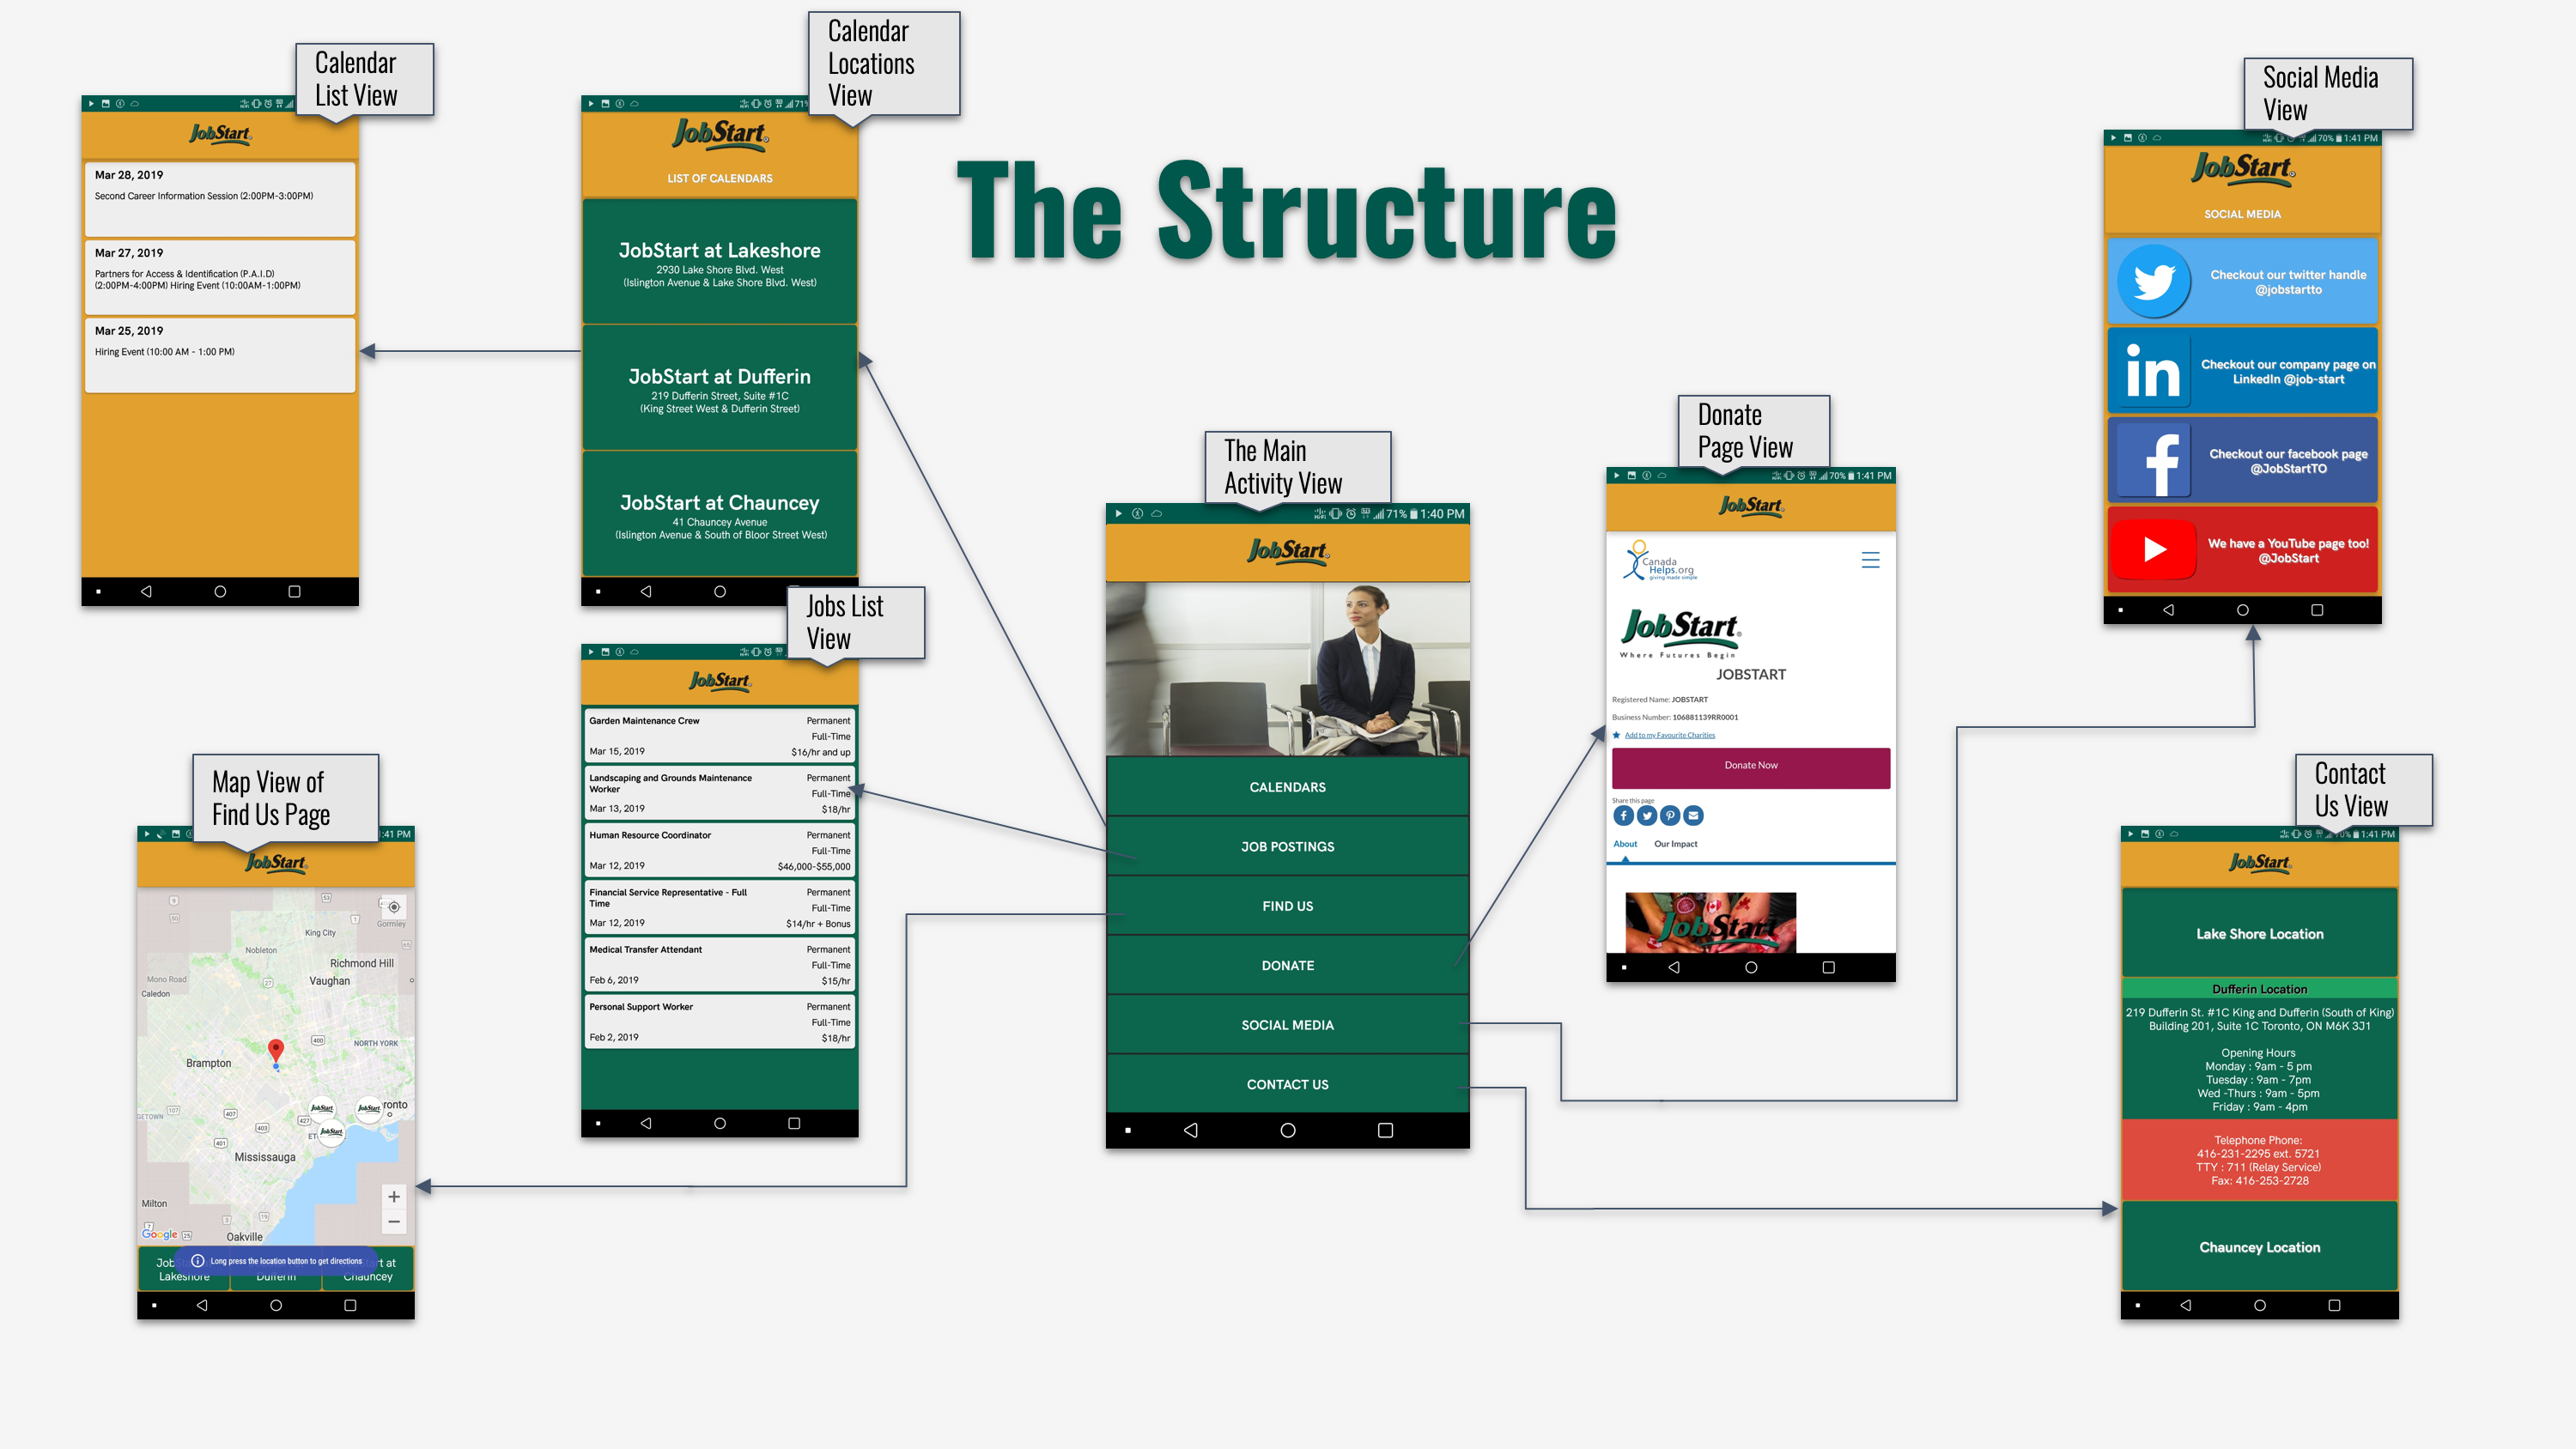 The Structure
Calendar
List View
JobStart
Mar 28, 2019
Second Career Information Session (2:00PM-3:00PM)
Mar 27, 2019
Partners for Access & Identification (P.A.I.D)
(2:00PM-4:00PM) Hiring Event (10:00AM-1:00PM)
Mar 25, 2019
Hiring Event (10:00 AM - 1:00 PM)
Calendar
Locations
View
71%
JobStart
LIST OF CALENDARS
JobStart at Lakeshore
2930 Lake Shore Blvd. West
(Islington Avenue & Lake Shore Blvd. West)
JobStart at Dufferin
219 Dufferin Street, Suite #1C
(King Street West & Dufferin Street)
JobStart at Chauncey
41 Chauncey Avenue
(Islington Avenue & South of Bloor Street West)
Jobs List
View
JobStart
Garden Maintenance Crew Permanent
Full-Time
Mar 15, 2019 $16/hr and up
Landscaping and Grounds Maintenance Permanent
Worker Full-Time
Mar 13, 2019 $18/hr
Human Resource Coordinator Permanent
Full-Time
Mar 12, 2019 $46,000-$55,000
Financial Service Representative - Full Permanent
Time Full-Time
Mar 12, 2019 $14/hr + Bonus
Medical Transfer Attendant Permanent
Full-Time
Feb 6, 2019 $15/hr
Personal Support Worker Permanent
Full-Time
Feb 2, 2019 $18/hr
Map View of
Find Us Page
:41 PM
JobStart
King City
Gormley
Nobleton
Richmond Hill
Mono Road
Vaughan
Caledon
NORTH YORK
Brampton
JobStart
JobStart
ronto
GETOWN
JobStart
Mississauga
Milton
Google
Oakville
Long press the location button to get directions
Lakeshore Dufferin Chauncey
The Main
Activity View
71% 1:40 PM
JobStart
CALENDARS
JOB POSTINGS
FIND US
DONATE
SOCIAL MEDIA
CONTACT US
Donate
Page View
70% 1:41 PM
JobStart
Canada
Helps.org
giving made simple
JobStart
Where Futures Begin
JOBSTART
Registered Name: JOBSTART
Business Number: 106881139RR0001
Add to my Favourite Charities
Donate Now
Share this page
About Our Impact
JobStart
Social Media
View
70% 1:41 PM
JobStart
SOCIAL MEDIA
Checkout our twitter handle
@jobstartto
in
Checkout our company page on
LinkedIn @job-start
f
Checkout our facebook page
@JobStartTO
We have a YouTube page too!
@JobStart
Contact
Us View
70% 1:41 PM
JobStart
Lake Shore Location
Dufferin Location
219 Dufferin St. #1C King and Dufferin (South of King)
Building 201, Suite 1C Toronto, ON M6K 3J1
Opening Hours
Monday : 9am - 5 pm
Tuesday : 9am - 7pm
Wed -Thurs : 9am - 5pm
Friday : 9am - 4pm
Telephone Phone:
416-231-2295 ext. 5721
TTY : 711 (Relay Service)
Fax: 416-253-2728
Chauncey Location